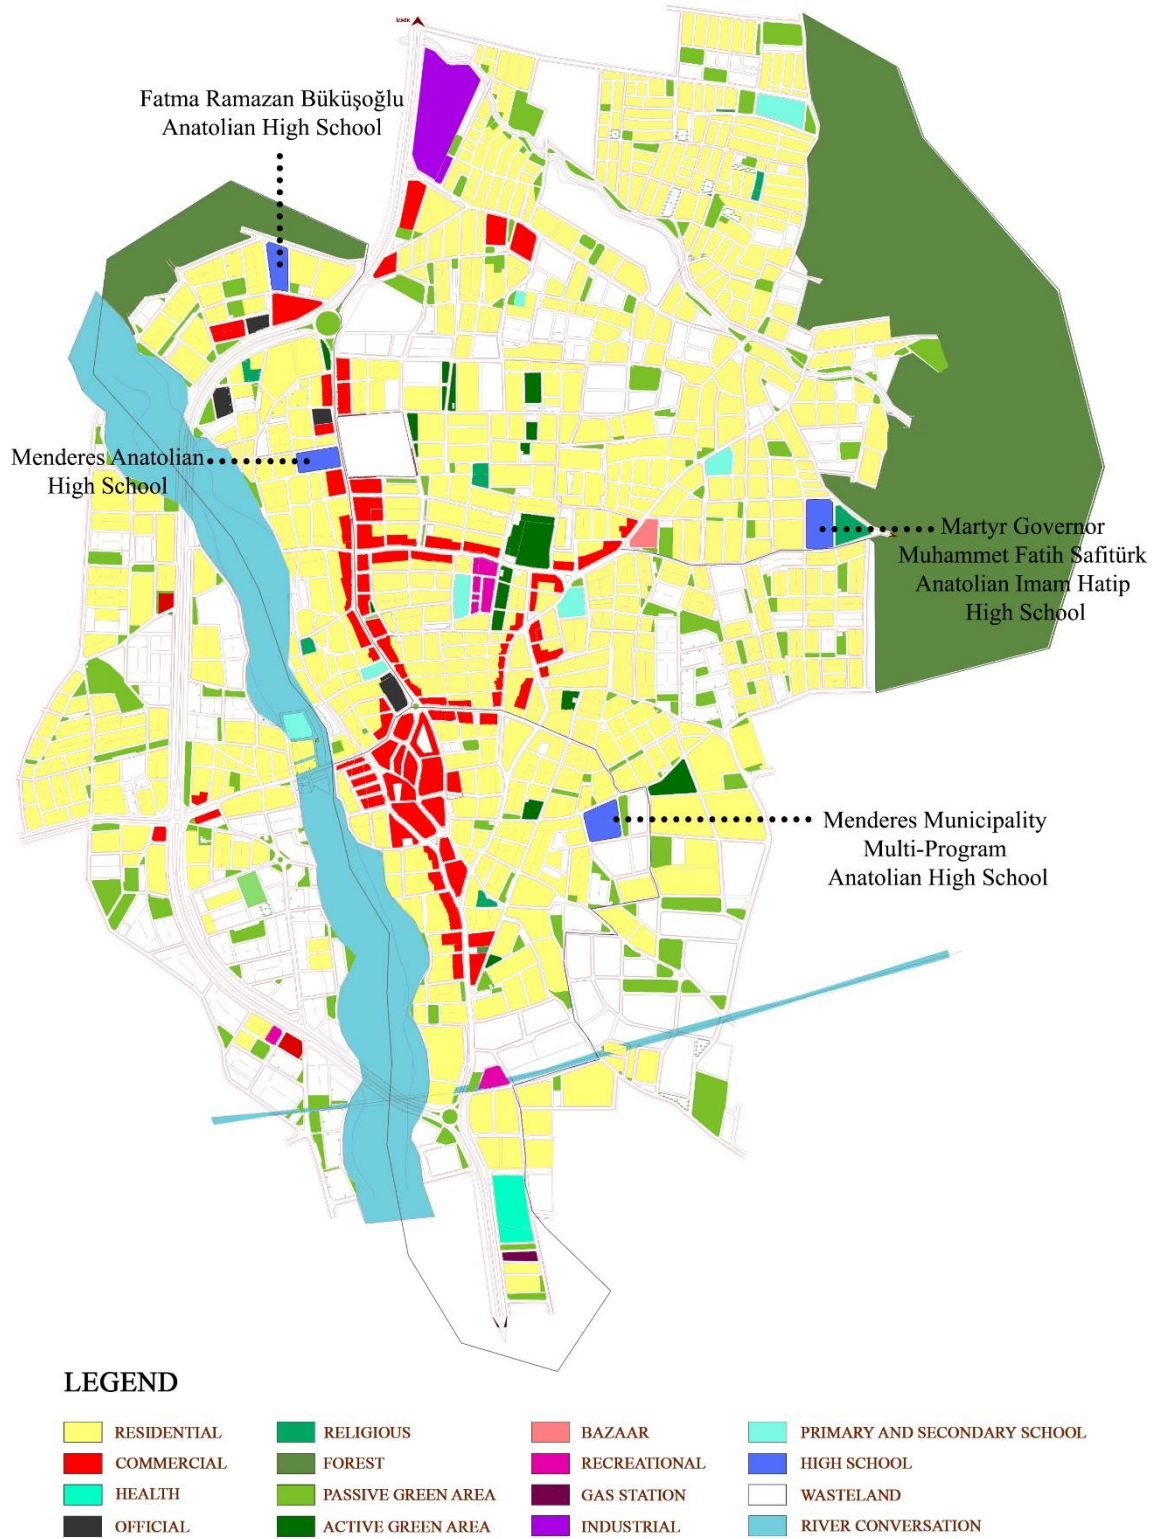 İZMİR
Fatma Ramazan Büküşoğlu
Anatolian High School
Menderes Anatolian
High School
Martyr Governor
Muhammet Fatih Safitürk
Anatolian Imam Hatip
High School
Menderes Municipality
Multi-Program
Anatolian High School
LEGEND
RESIDENTIAL
COMMERCIAL
HEALTH
OFFICIAL
RELIGIOUS
FOREST
PASSIVE GREEN AREA
ACTIVE GREEN AREA
BAZAAR
RECREATIONAL
GAS STATION
INDUSTRIAL
PRIMARY AND SECONDARY SCHOOL
HIGH SCHOOL
WASTELAND
RIVER CONVERSATION